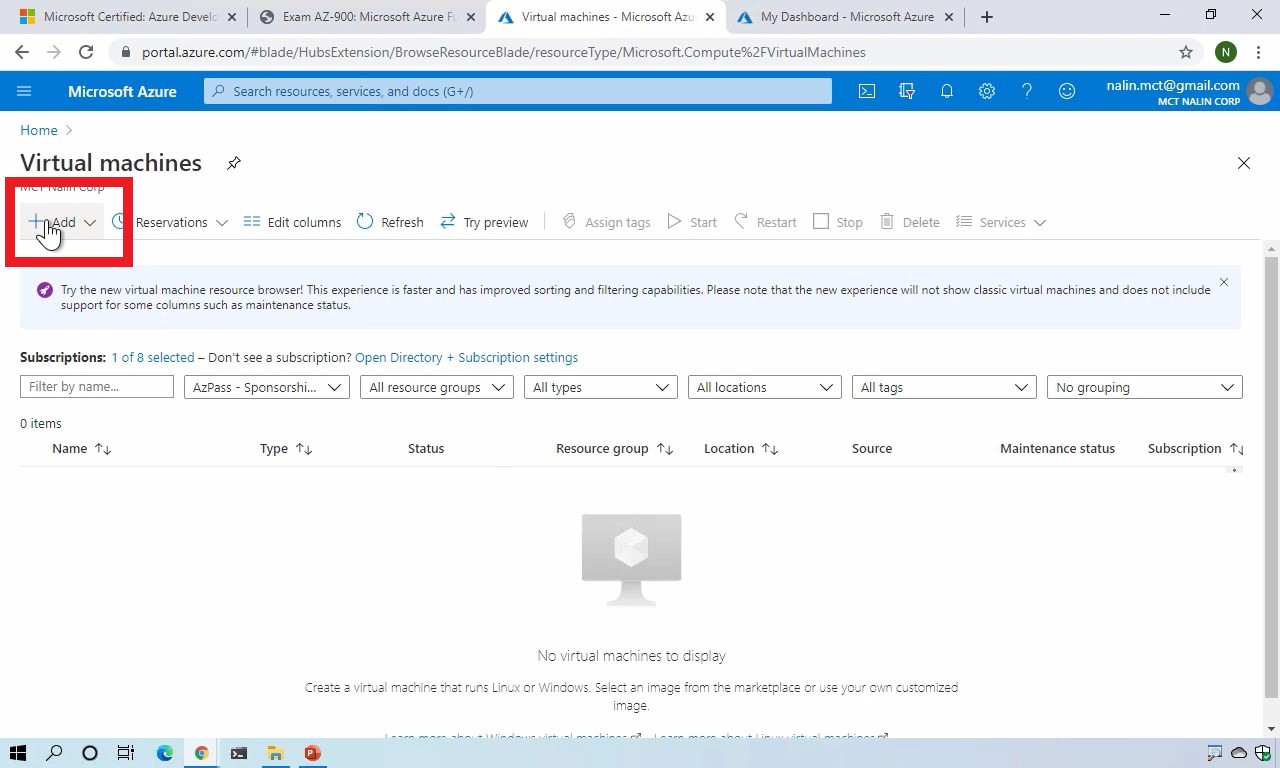 Microsoft Certified: Azure Develo
Exam AZ-900: Microsoft Azure Fu
Virtual machines - Microsoft Azu
My Dashboard - Microsoft Azure
portal.azure.com/#blade/HubsExtension/BrowseResourceBlade/resourceType/Microsoft.Compute%2FVirtualMachines
N
Microsoft Azure
Search resources, services, and docs (G+/)
nalin.mct@gmail.com
MCT NALIN CORP
Home
Virtual machines
MCT Nalin Corp
Add
Reservations
Edit columns
Refresh
Try preview
Assign tags
Start
Restart
Stop
Delete
Services
Try the new virtual machine resource browser! This experience is faster and has improved sorting and filtering capabilities. Please note that the new experience will not show classic virtual machines and does not include
support for some columns such as maintenance status.
Subscriptions: 1 of 8 selected – Don't see a subscription? Open Directory + Subscription settings
Filter by name...
AzPass - Sponsorshi...
All resource groups
All types
All locations
All tags
No grouping
0 items
Name
Type
Status
Resource group
Location
Source
Maintenance status
Subscription
No virtual machines to display
Create a virtual machine that runs Linux or Windows. Select an image from the marketplace or use your own customized
image.
Learn more about Windows virtual machines
Learn more about Linux virtual machines